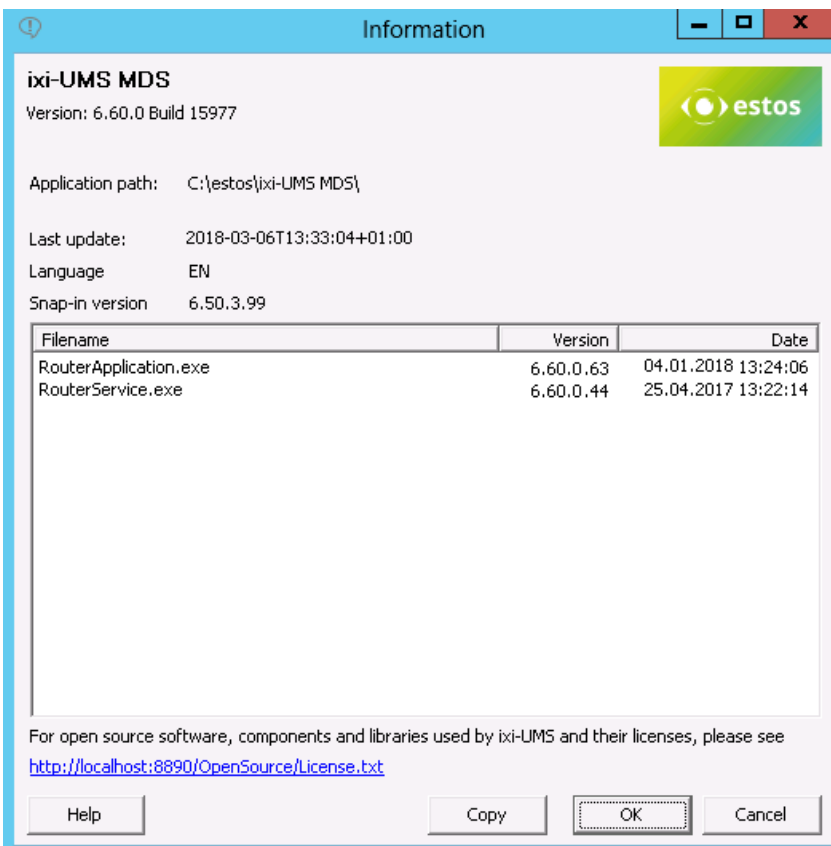 Information
ixi-UMS MDS
estos
Version: 6.60.0 Build 15977
Application path: C:\estos\ixi-UMS MDS\
Last update: 2018-03-06T13:33:04+01:00
Language EN
Snap-in version 6.50.3.99
Filename Version Date
RouterApplication.exe 6.60.0.63 04.01.2018 13:24:06
RouterService.exe 6.60.0.44 25.04.2017 13:22:14
For open source software, components and libraries used by ixi-UMS and their licenses, please see
http://localhost:8890/OpenSource/License.txt
Help Copy OK Cancel